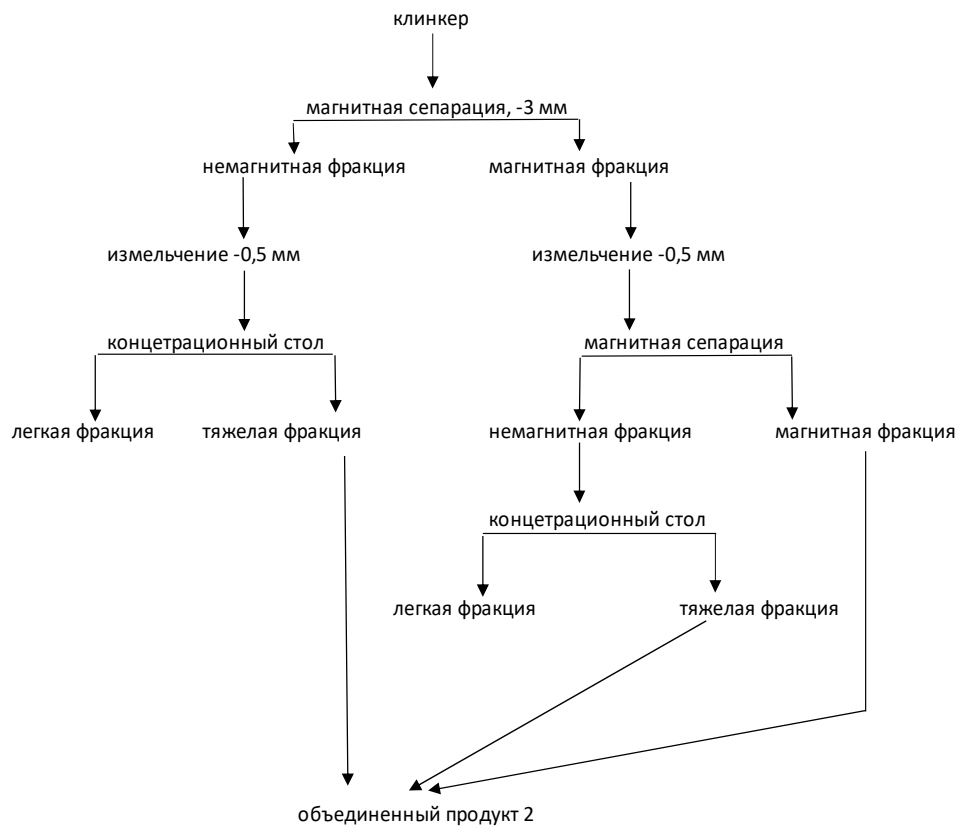 клинкер
магнитная сепарация, -3 мм
немагнитная фракция
магнитная фракция
измельчение -0,5 мм
измельчение -0,5 мм
концетрационный стол
магнитная сепарация
легкая фракция
тяжелая фракция
немагнитная фракция
магнитная фракция
концетрационный стол
легкая фракция
тяжелая фракция
объединенный продукт 2